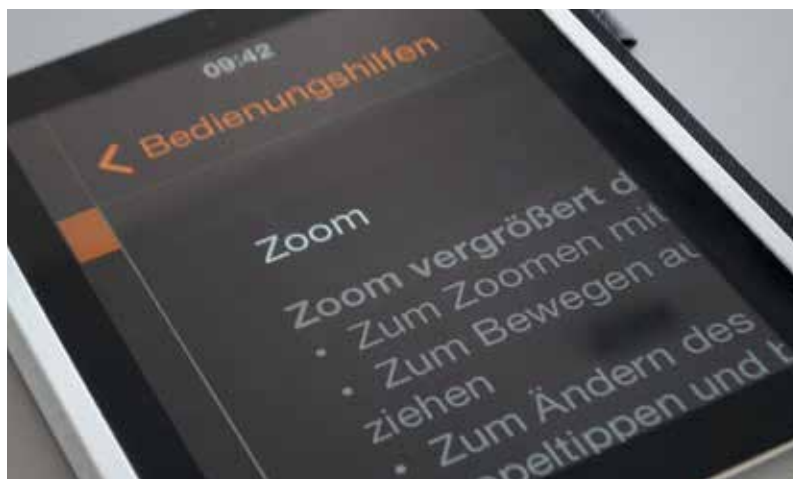 09:42
Bedienungshilfen
Zoom
Zoom vergrößert d
• Zum Zoomen mit
• Zum Bewegen au
ziehen
• Zum Ändern des
peltippen und b